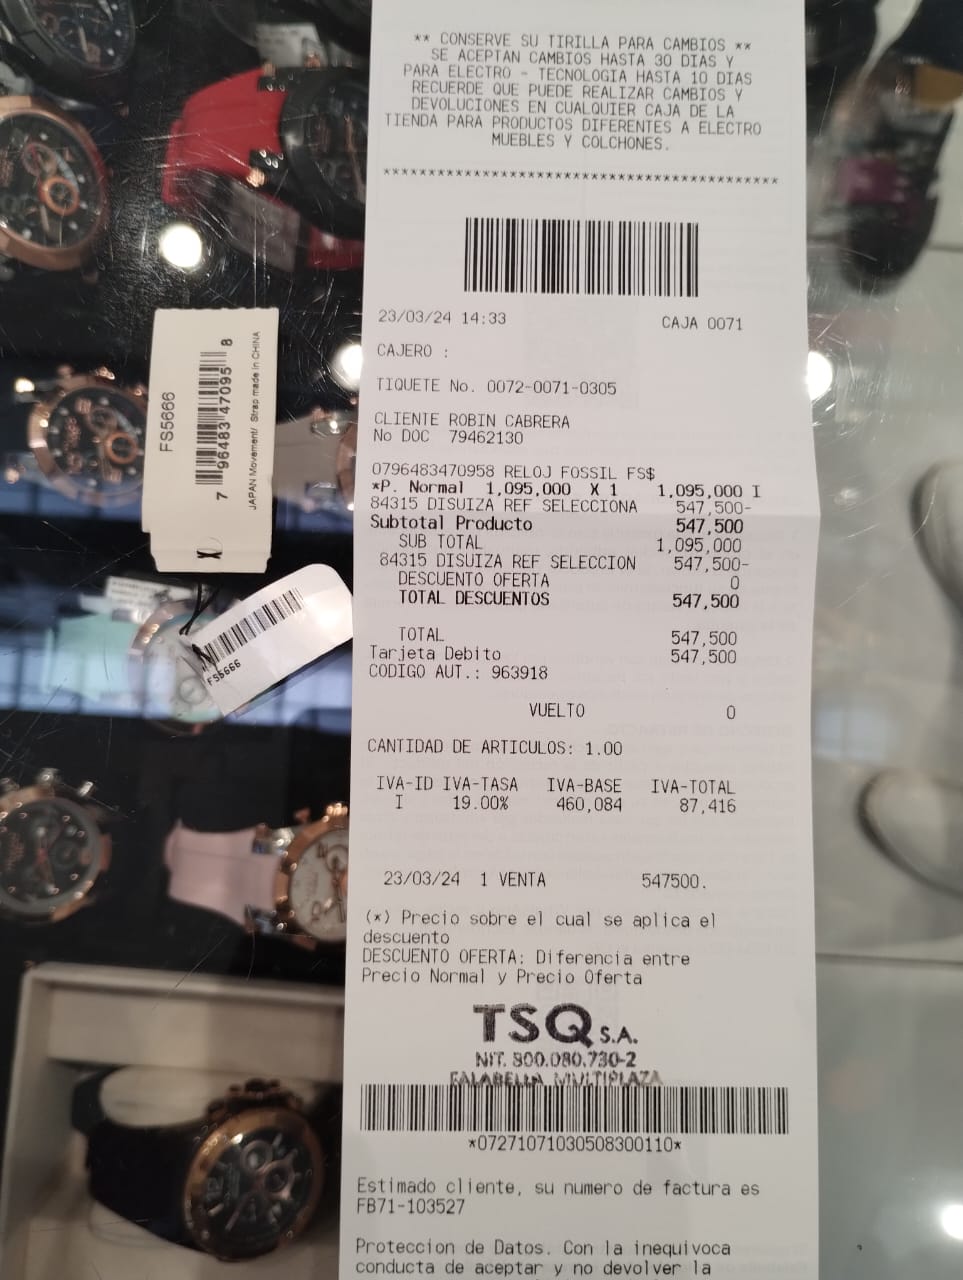 ** CONSERVE SU TIRILLA PARA CAMBIOS **
SE ACEPTAN CAMBIOS HASTA 30 DIAS Y
PARA ELECTRO - TECNOLOGIA HASTA 10 DIAS
RECUERDE QUE PUEDE REALIZAR CAMBIOS Y
DEVOLUCIONES EN CUALQUIER CAJA DE LA
TIENDA PARA PRODUCTOS DIFERENTES A ELECTRO
MUEBLES Y COLCHONES.
******************************************
23/03/24 14:33 CAJA 0071
CAJERO :
TIQUETE No. 0072-0071-0305
CLIENTE ROBIN CABRERA
No DOC 79462130
0796483470958 RELOJ FOSSIL FS$
*P. Normal 1,095,000 X 1 1,095,000 I
84315 DISUIZA REF SELECCIONA 547,500-
Subtotal Producto 547,500
SUB TOTAL 1,095,000
84315 DISUIZA REF SELECCION 547,500-
DESCUENTO OFERTA 0
TOTAL DESCUENTOS 547,500
TOTAL 547,500
Tarjeta Debito 547,500
CODIGO AUT.: 963918
VUELTO 0
CANTIDAD DE ARTICULOS: 1.00
IVA-ID IVA-TASA IVA-BASE IVA-TOTAL
I 19.00% 460,084 87,416
23/03/24 1 VENTA 547500.
(*) Precio sobre el cual se aplica el
descuento
DESCUENTO OFERTA: Diferencia entre
Precio Normal y Precio Oferta
TSQ S.A.
NIT. 800.080.730-2
FALABELLA MULTIPLAZA
*07271071030508300110*
Estimado cliente, su numero de factura es
FB71-103527
Proteccion de Datos. Con la inequivoca
conducta de aceptar y no devolver la
FS5666
7 96483 47095 8
JAPAN Movement/ Strap made in CHINA
X
FS5666